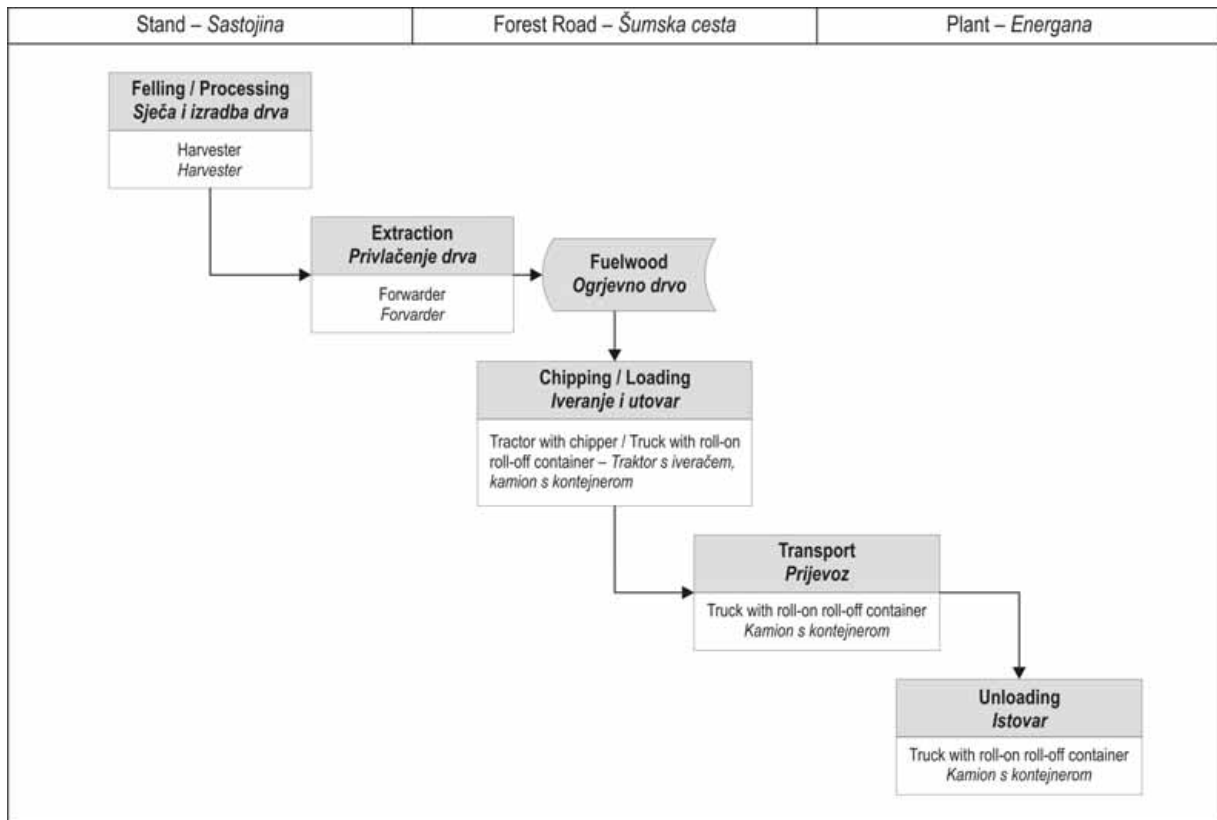 Stand – Sastojina
Forest Road – Šumska cesta
Plant – Energana
Felling / Processing
Sječa i izradba drva
Harvester
Harvester
Extraction
Privlačenje drva
Forwarder
Forvarder
Fuelwood
Ogrjevno drvo
Chipping / Loading
Iveranje i utovar
Tractor with chipper / Truck with roll-on
roll-off container – Traktor s iveračem,
kamion s kontejnerom
Transport
Prijevoz
Truck with roll-on roll-off container
Kamion s kontejnerom
Unloading
Istovar
Truck with roll-on roll-off container
Kamion s kontejnerom